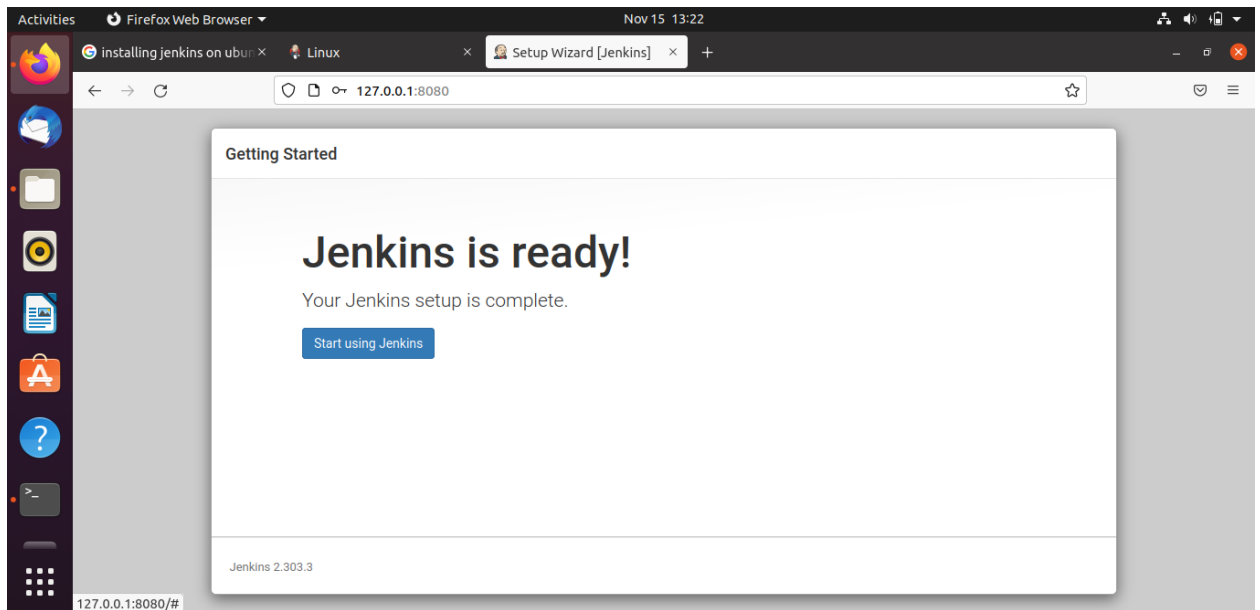 Activities Firefox Web Browser Nov 15 13:22
installing jenkins on ubun Linux Setup Wizard [Jenkins]
127.0.0.1:8080
Getting Started
Jenkins is ready!
Your Jenkins setup is complete.
Start using Jenkins
Jenkins 2.303.3
127.0.0.1:8080/#